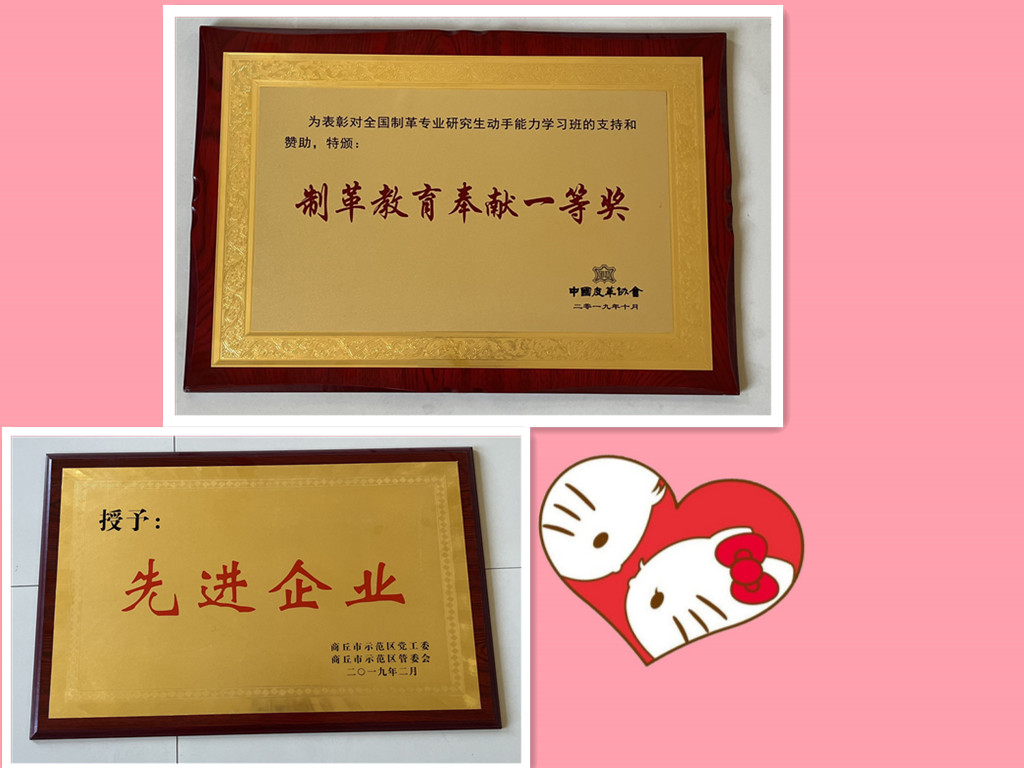 为表彰对全国制革专业研究生动手能力学习班的支持和
赞助，特颁：
制革教育奉献一等奖
中國皮革协會
二零一九年十月
授予：
先进企业
商丘市示范区党工委
商丘市示范区管委会
二〇一九年二月